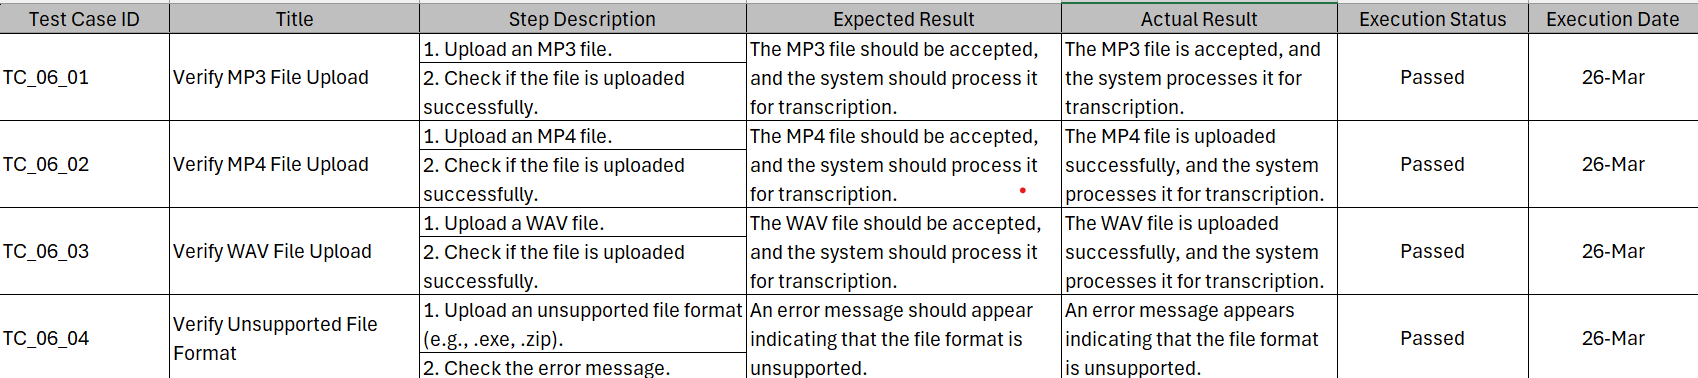 Test Case ID Title Step Description Expected Result Actual Result Execution Status Execution Date
TC_06_01
Verify MP3 File Upload
1. Upload an MP3 file.
2. Check if the file is uploaded
successfully.
The MP3 file should be accepted,
and the system should process it
for transcription.
The MP3 file is accepted, and
the system processes it for
transcription.
Passed
26-Mar
TC_06_02
Verify MP4 File Upload
1. Upload an MP4 file.
2. Check if the file is uploaded
successfully.
The MP4 file should be accepted,
and the system should process it
for transcription.
The MP4 file is uploaded
successfully, and the system
processes it for transcription.
Passed
26-Mar
TC_06_03
Verify WAV File Upload
1. Upload a WAV file.
2. Check if the file is uploaded
successfully.
The WAV file should be accepted,
and the system should process it
for transcription.
The WAV file is uploaded
successfully, and the system
processes it for transcription.
Passed
26-Mar
TC_06_04
Verify Unsupported File
Format
1. Upload an unsupported file format
(e.g., .exe, .zip).
2. Check the error message.
An error message should appear
indicating that the file format is
unsupported.
An error message appears
indicating that the file format
is unsupported.
Passed
26-Mar